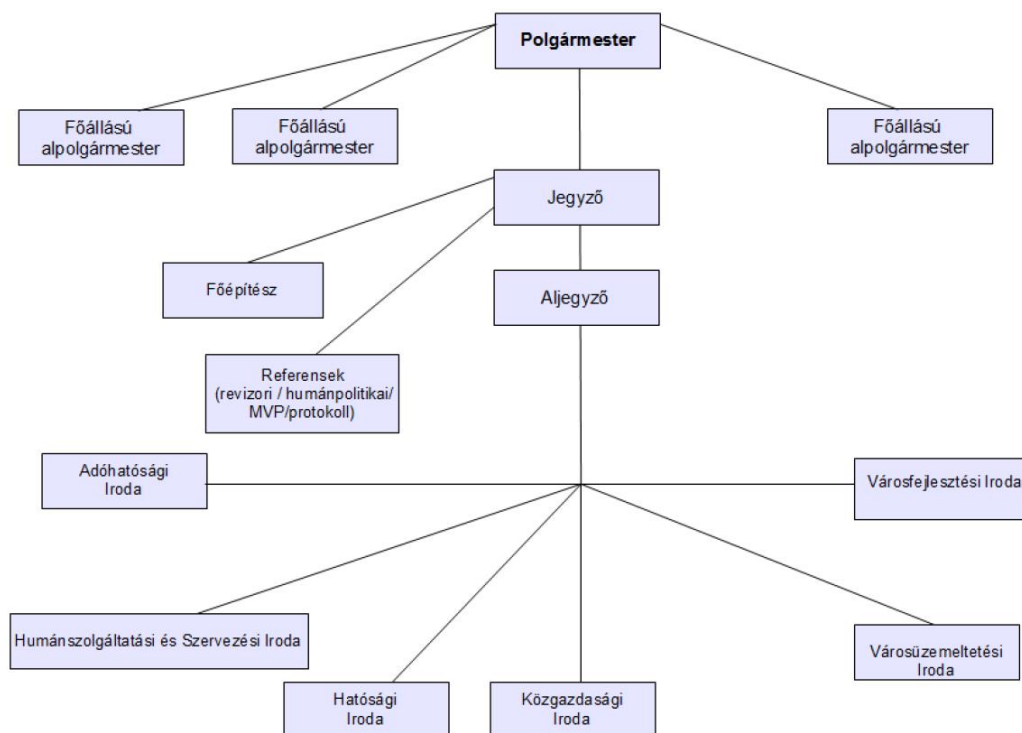 Polgármester
Főállású
alpolgármester
Főállású
alpolgármester
Főállású
alpolgármester
Jegyző
Főépítész
Aljegyző
Referensek
(revizori / humánpolitikai/
MVP/protokoll)
Adóhatósági
Iroda
Városfejlesztési Iroda
Humánszolgáltatási és Szervezési Iroda
Városüzemeltetési
Iroda
Hatósági
Iroda
Közgazdasági
Iroda